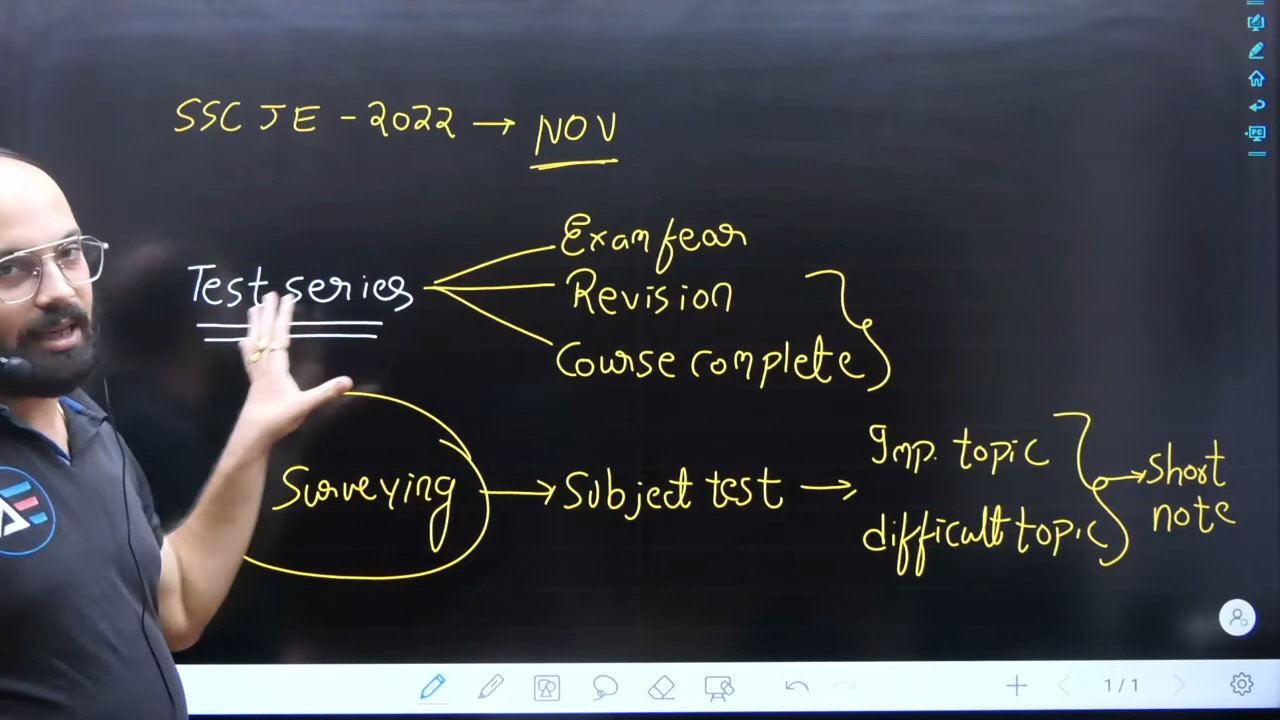 SSC JE - 2022 → NOV
Test series
Exam fear
Revision
Course complete
Surveying → Subject test →
Imp. topic
difficult topic
→ short
note
1/1
PC